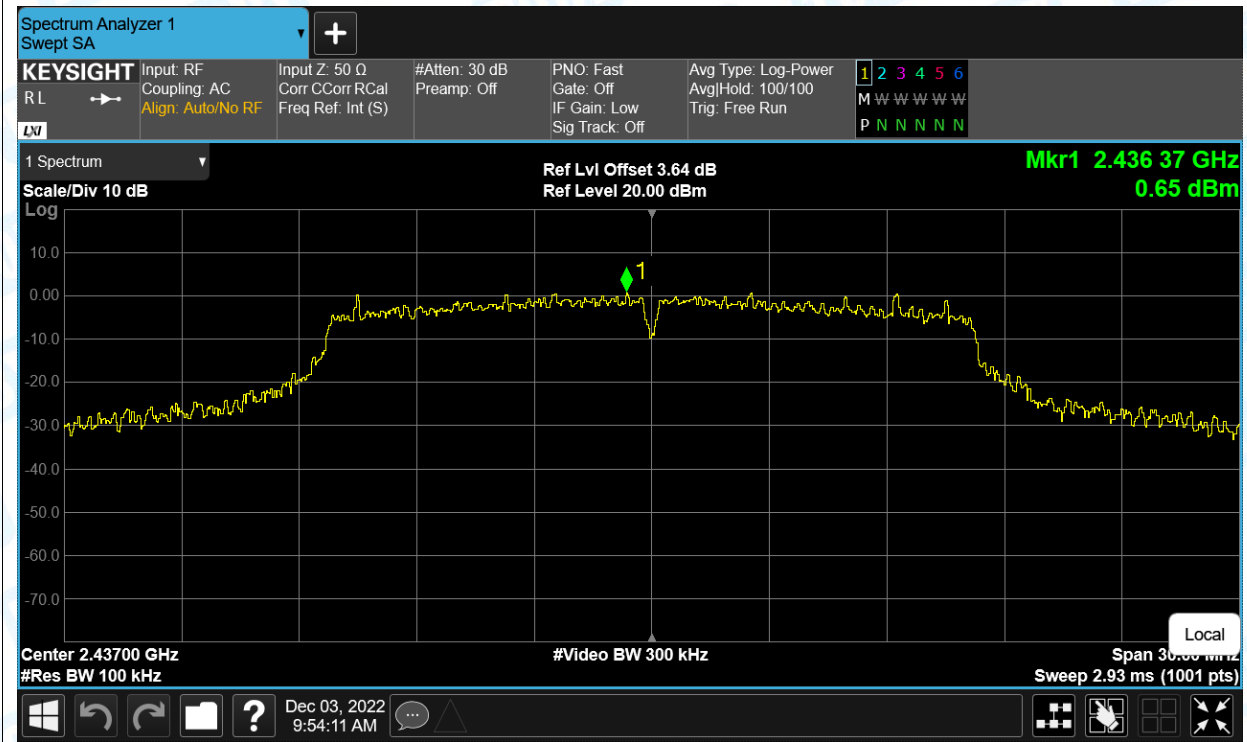 Spectrum Analyzer 1
Swept SA
+
KEYSIGHT
R L
LXI
Input: RF
Coupling: AC
Align: Auto/No RF
Input Z: 50 Ω
Corr CCorr RCal
Freq Ref: Int (S)
#Atten: 30 dB
Preamp: Off
PNO: Fast
Gate: Off
IF Gain: Low
Sig Track: Off
Avg Type: Log-Power
Avg|Hold: 100/100
Trig: Free Run
1 2 3 4 5 6
M W W W W W W
P N N N N N N
1 Spectrum
Scale/Div 10 dB
Ref Lvl Offset 3.64 dB
Ref Level 20.00 dBm
Mkr1 2.436 37 GHz
0.65 dBm
Log
10.0
0.00
-10.0
-20.0
-30.0
-40.0
-50.0
-60.0
-70.0
1
Local
Center 2.43700 GHz
#Video BW 300 kHz
Span 30.00 MHz
#Res BW 100 kHz
Sweep 2.93 ms (1001 pts)
?
Dec 03, 2022
9:54:11 AM